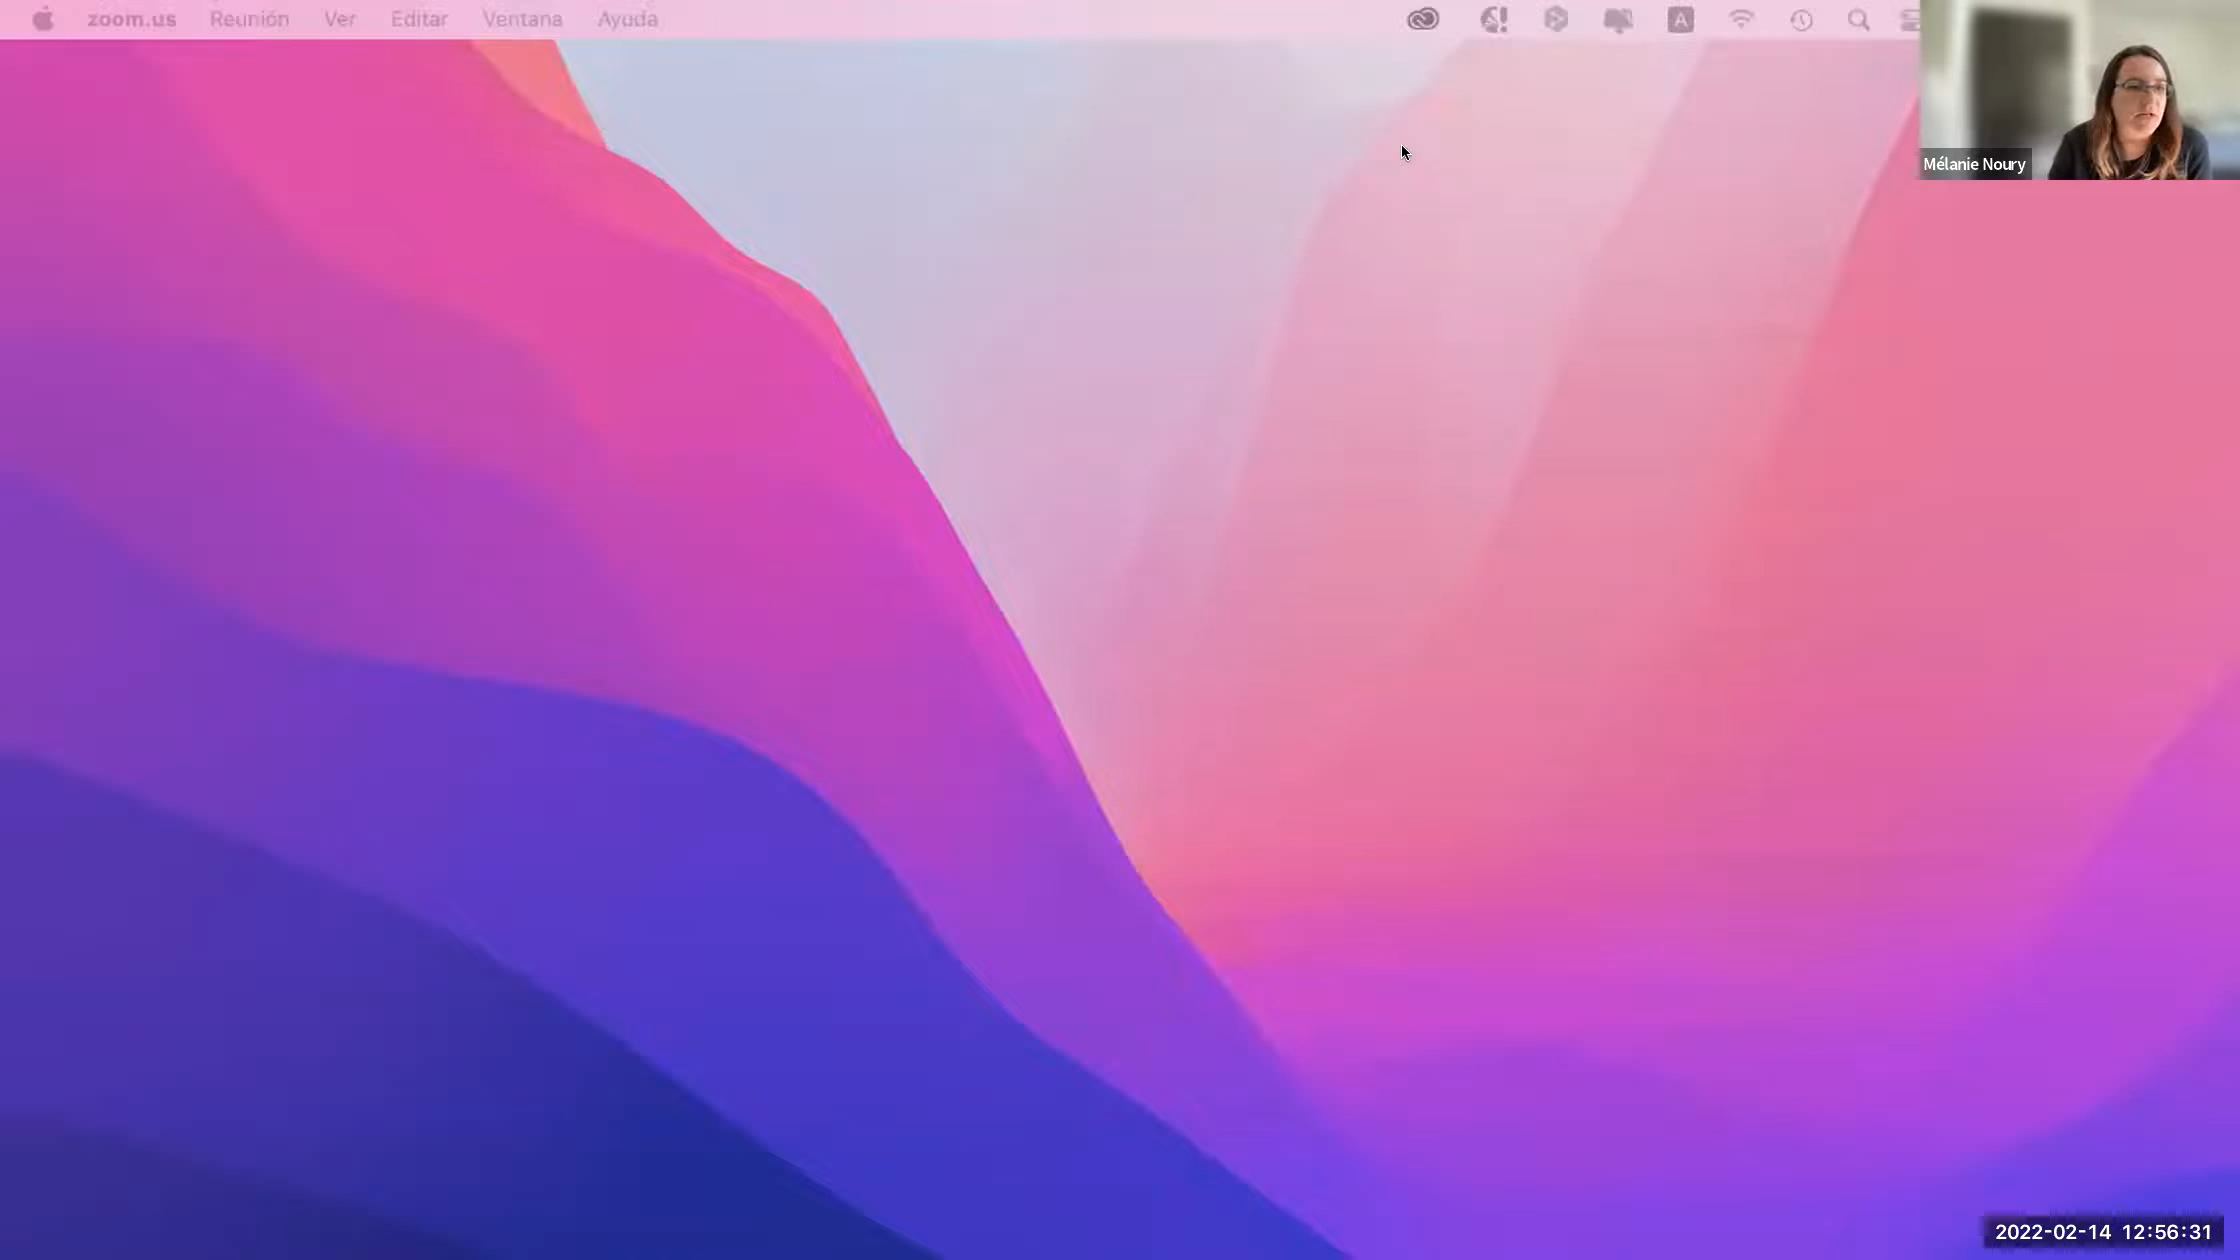 zoom.us Reunión Ver Editar Ventana Ayuda A
Mélanie Noury
2022-02-14 12:56:31